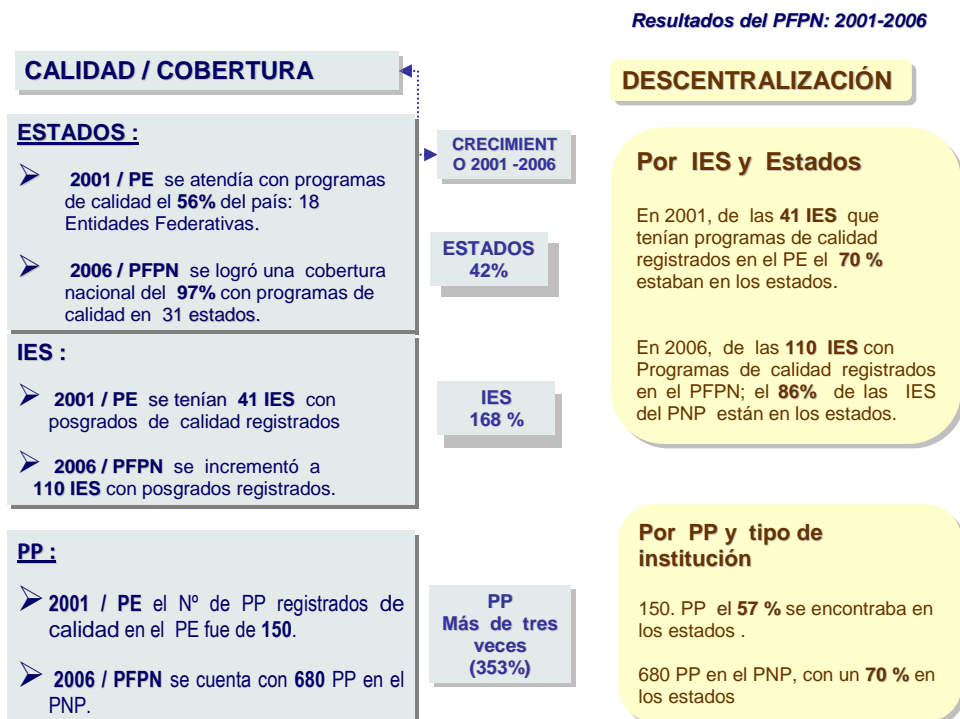 Resultados del PFPN: 2001-2006
CALIDAD / COBERTURA
ESTADOS :
➢ 2001 / PE se atendía con programas
de calidad el 56% del país: 18
Entidades Federativas.
➢ 2006 / PFPN se logró una cobertura
nacional del 97% con programas de
calidad en 31 estados.
IES :
➢ 2001 / PE se tenían 41 IES con
posgrados de calidad registrados
➢ 2006 / PFPN se incrementó a
110 IES con posgrados registrados.
PP :
➢ 2001 / PE el Nº de PP registrados de
calidad en el PE fue de 150.
➢ 2006 / PFPN se cuenta con 680 PP en el
PNP.
CRECIMIENT
O 2001 -2006
ESTADOS
42%
IES
168 %
PP
Más de tres
veces
(353%)
DESCENTRALIZACIÓN
Por IES y Estados
En 2001, de las 41 IES que
tenían programas de calidad
registrados en el PE el 70 %
estaban en los estados.
En 2006, de las 110 IES con
Programas de calidad registrados
en el PFPN; el 86% de las IES
del PNP están en los estados.
Por PP y tipo de
institución
150. PP el 57 % se encontraba en
los estados .
680 PP en el PNP, con un 70 % en
los estados